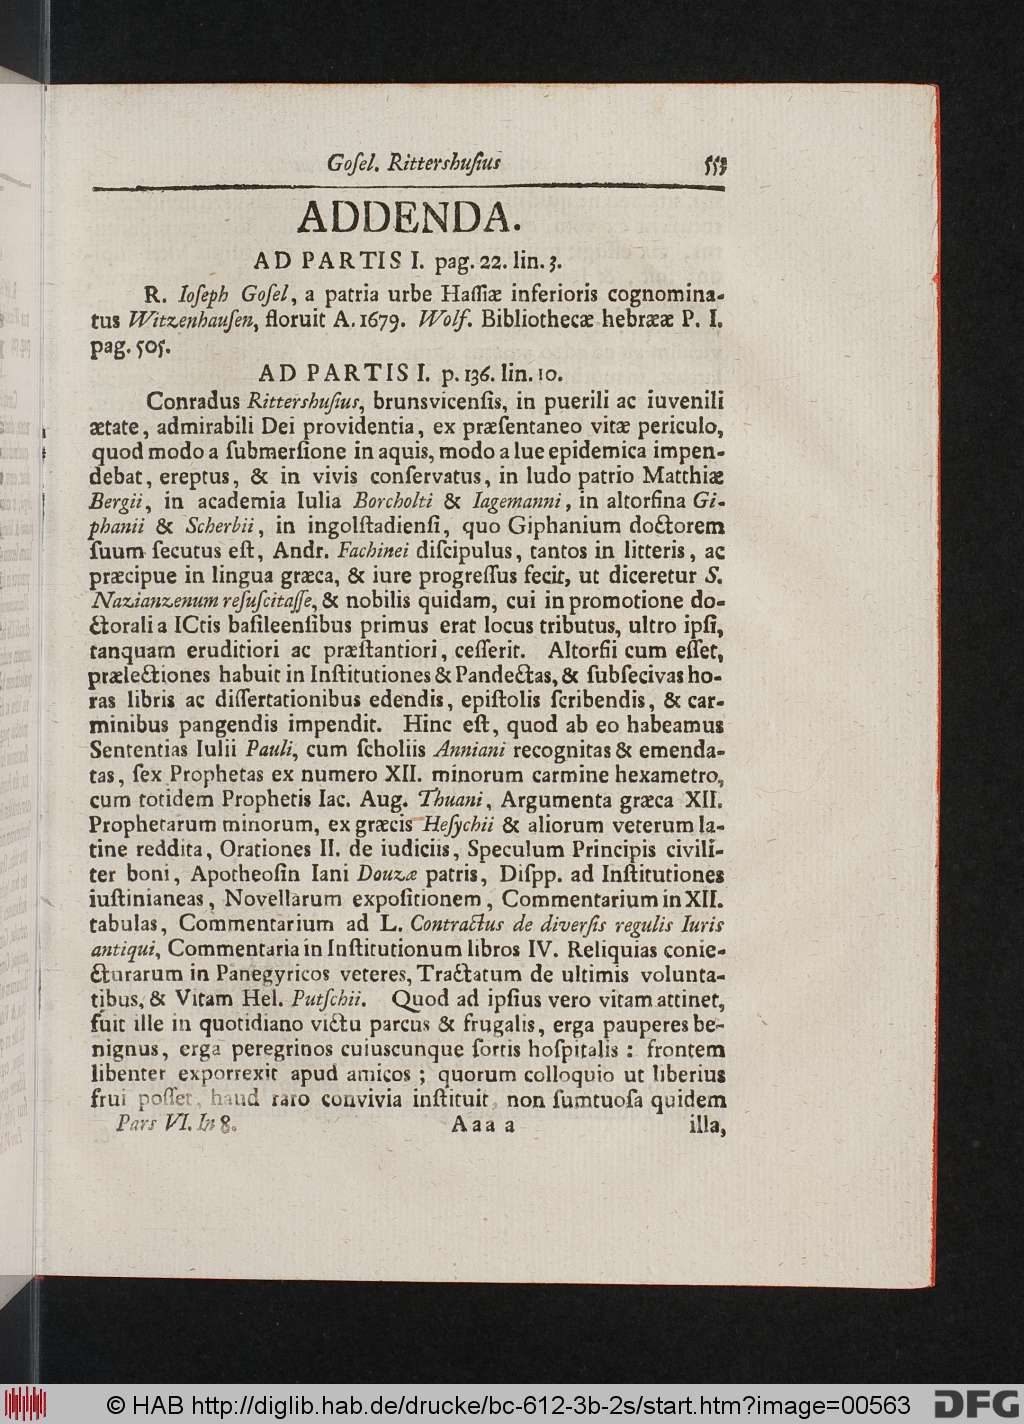 Goſel. Rittershuſius 553
ADDENDA.
AD PARTIS I. pag. 22. lin. 3.
R. Ioſeph Goſel, a patria urbe Haſſiæ inferioris cognomina-
tus Witzenhauſen, floruit A. 1679. Wolf. Bibliothecæ hebrææ P. I.
pag. 505.
AD PARTIS I. p. 136. lin. 10.
Conradus Rittershuſius, brunsvicenſis, in puerili ac iuvenili
ætate, admirabili Dei providentia, ex præſentaneo vitæ periculo,
quod modo a ſubmerſione in aquis, modo a lue epidemica impen-
debat, ereptus, & in vivis conſervatus, in ludo patrio Matthiæ
Bergii, in academia Iulia Borcholti & Iagemanni, in altorfina Gi-
phanii & Scherbii, in ingolſtadienſi, quo Giphanium doctorem
ſuum ſecutus eſt, Andr. Fachinei diſcipulus, tantos in litteris, ac
præcipue in lingua græca, & iure progreſſus fecit, ut diceretur S.
Nazianzenum reſuſcitaſſe, & nobilis quidam, cui in promotione do-
ctorali a ICtis baſileenſibus primus erat locus tributus, ultro ipſi,
tanquam eruditiori ac præſtantiori, ceſſerit. Altorfii cum eſſet,
prælectiones habuit in Inſtitutiones & Pandectas, & ſubſecivas ho-
ras libris ac diſſertationibus edendis, epiſtolis ſcribendis, & car-
minibus pangendis impendit. Hinc eſt, quod ab eo habeamus
Sententias Iulii Pauli, cum ſcholiis Anniani recognitas & emenda-
tas, ſex Prophetas ex numero XII. minorum carmine hexametro,
cum totidem Prophetis Iac. Aug. Thuani, Argumenta græca XII.
Prophetarum minorum, ex græcis Heſychii & aliorum veterum la-
tine reddita, Orationes II. de iudiciis, Speculum Principis civili-
ter boni, Apotheoſin Iani Douzæ patris, Diſpp. ad Inſtitutiones
iuſtinianeas, Novellarum expoſitionem, Commentarium in XII.
tabulas, Commentarium ad L. Contractus de diverſis regulis Iuris
antiqui, Commentaria in Inſtitutionum libros IV. Reliquias conie-
cturarum in Panegyricos veteres, Tractatum de ultimis volunta-
tibus, & Vitam Hel. Putſchii. Quod ad ipſius vero vitam attinet,
fuit ille in quotidiano victu parcus & frugalis, erga pauperes be-
nignus, erga peregrinos cuiuscunque ſortis hoſpitalis : frontem
libenter exporrexit apud amicos ; quorum colloquio ut liberius
frui poſſet, haud raro convivia inſtituit, non ſumtuoſa quidem
Pars VI. In 8. Aaaa a illa,
© HAB http://diglib.hab.de/drucke/bc-612-3b-2s/start.htm?image=00563 DFG